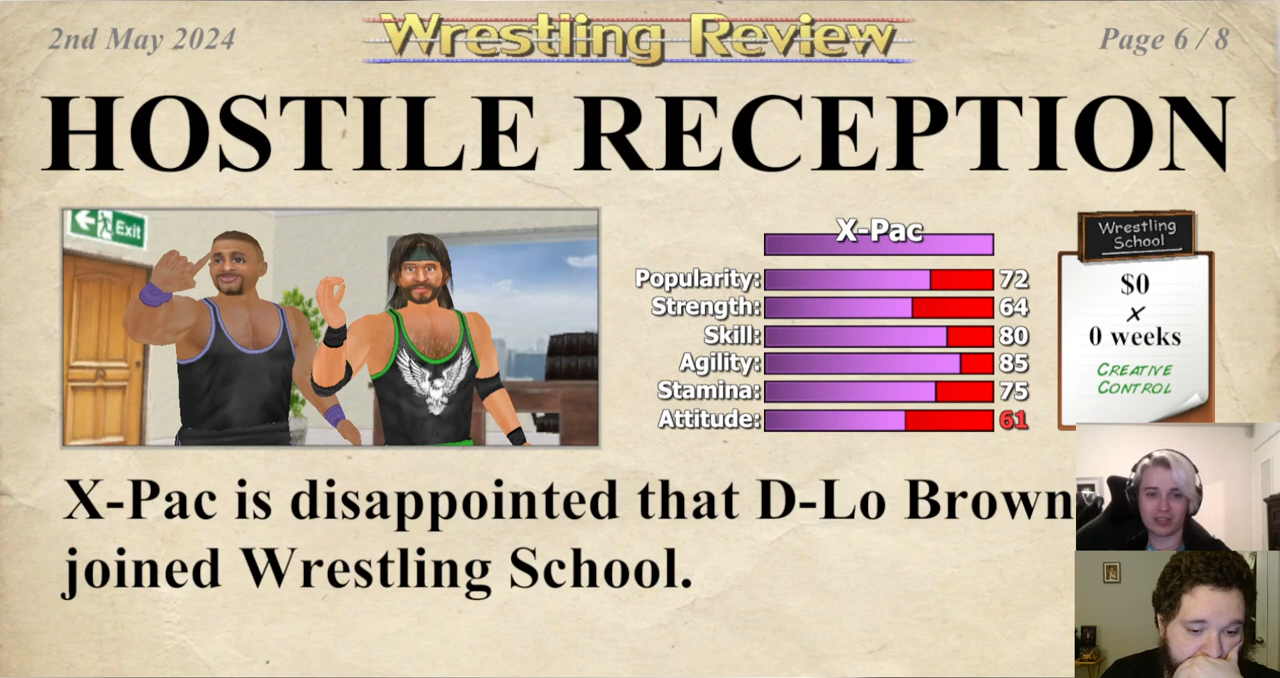 2nd May 2024
Wrestling Review
Page 6 / 8
HOSTILE RECEPTION
Exit
X-Pac
Popularity: 72
Strength: 64
Skill: 80
Agility: 85
Stamina: 75
Attitude: 61
Wrestling
School
$0
x
0 weeks
CREATIVE
CONTROL
X-Pac is disappointed that D-Lo Brown
joined Wrestling School.